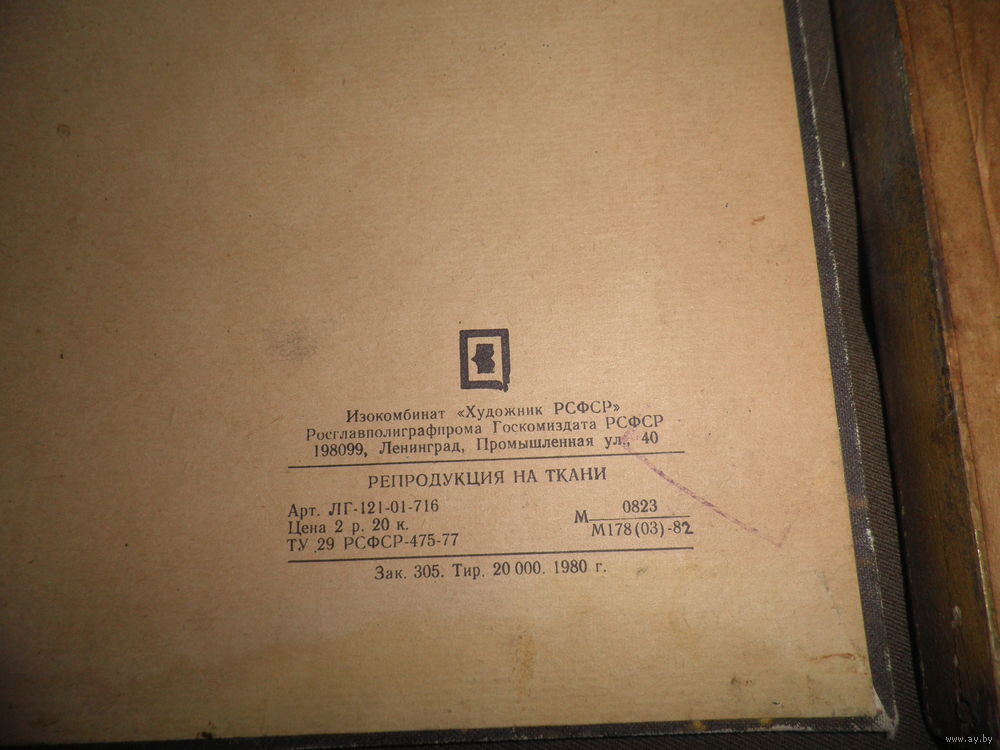 Изокомбинат «Художник РСФСР»
Росглавполиграфпрома Госкомиздата РСФСР
198099, Ленинград, Промышленная ул., 40
РЕПРОДУКЦИЯ НА ТКАНИ
Арт. ЛГ-121-01-716
Цена 2 р. 20 к.
ТУ 29 РСФСР-475-77
М 0823
М178(03)-82
Зак. 305. Тир. 20 000. 1980 г.
www.ay.by